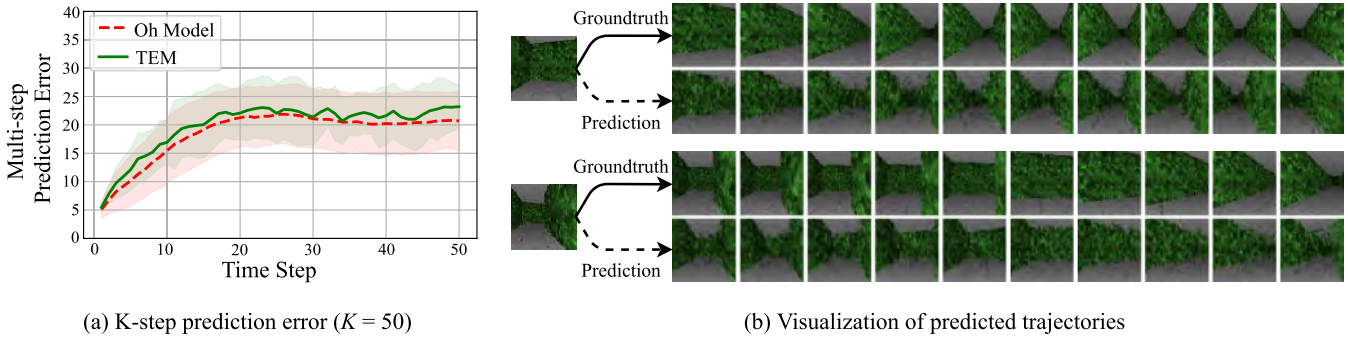 40
35
30
25
20
15
10
5
0
Multi-step
Prediction Error
Oh Model
TEM
0
10
20
30
40
50
Time Step
(a) K-step prediction error (K = 50)
Groundtruth
Prediction
Groundtruth
Prediction
(b) Visualization of predicted trajectories